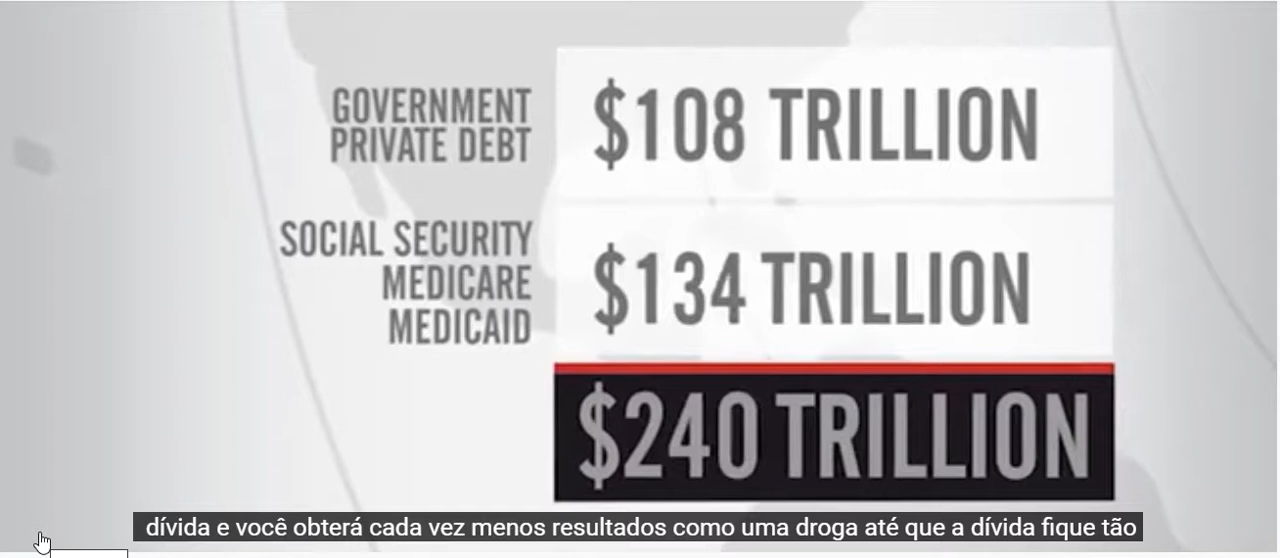 GOVERNMENT
PRIVATE DEBT
$108 TRILLION
SOCIAL SECURITY
MEDICARE
MEDICAID
$134 TRILLION
$240 TRILLION
dívida e você obterá cada vez menos resultados como uma droga até que a dívida fique tão